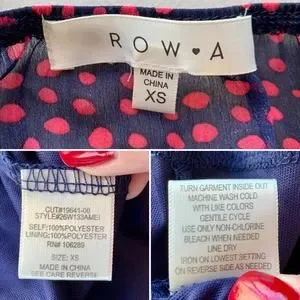 ROW♥A
MADE IN
CHINA
XS
CUT#19641-06
STYLE#26W133AMEI
SELF:100%POLYESTER
LINING:100%POLYESTER
RN# 106289
SIZE: XS
MADE IN CHINA
SEE CARE REVERSE
TURN GARMENT INSIDE OUT
MACHINE WASH COLD
WITH LIKE COLORS
GENTLE CYCLE
USE ONLY NON-CHLORINE
BLEACH WHEN NEEDED
LINE DRY
IRON ON LOWEST SETTING
ON REVERSE SIDE AS NEEDED